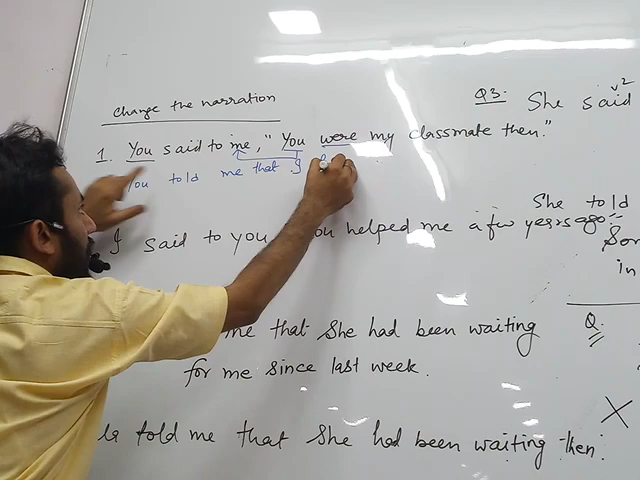 change the narration
Q3. She said
v2
1. You said to me, " You were my classmate then."
You told me that I
She told
I said to you helped me a few years ago.
in
me that She had been waiting
Q.
for me since last week.
told me that She had been waiting then.